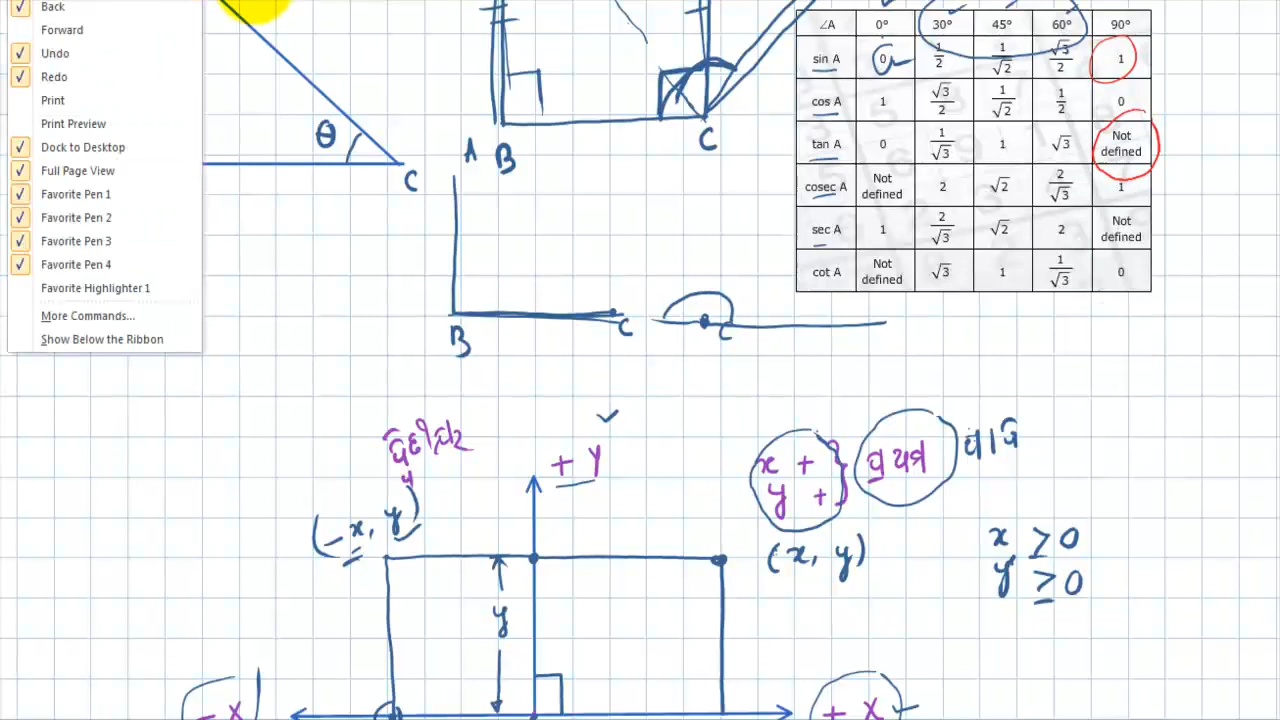 Back
Forward
Undo
Redo
Print
Print Preview
Dock to Desktop
Full Page View
Favorite Pen 1
Favorite Pen 2
Favorite Pen 3
Favorite Pen 4
Favorite Highlighter 1
More Commands...
Show Below the Ribbon
θ
C
A B C
B C C
∠A 0° 30° 45° 60° 90°
sin A 0 1/2 1/√2 √3/2 1
cos A 1 √3/2 1/√2 1/2 0
tan A 0 1/√3 1 √3 Not defined
cosec A Not defined 2 √2 2/√3 1
sec A 1 2/√3 √2 2 Not defined
cot A Not defined √3 1 1/√3 0
+ y
x +
y +
(-x, y)
(x, y)
x ≥ 0
y ≥ 0
y
- x
+ x